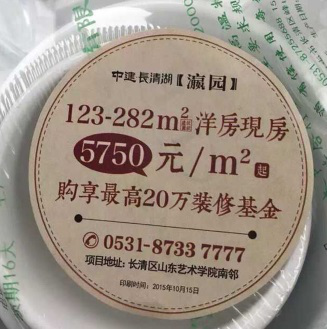 中建·長清湖【瀛园】
123-282m²洋房現房
5750元/m²起
購享最高20万装修基金
0531-8733 7777
项目地址:长清区山东艺术学院南邻
印刷时间:2015年10月15日